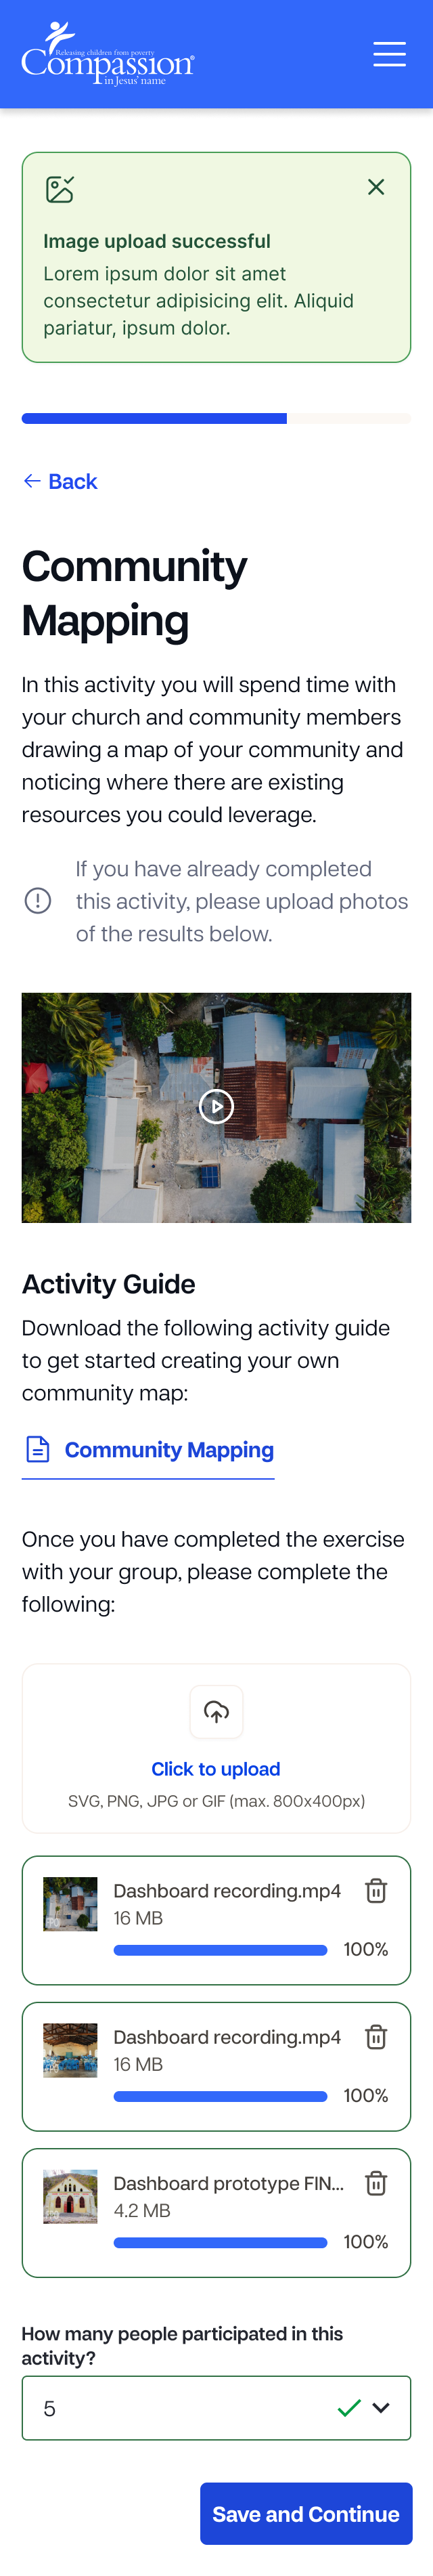 Releasing children from poverty
Compassion®
in Jesus' name
Image upload successful
Lorem ipsum dolor sit amet
consectetur adipisicing elit. Aliquid
pariatur, ipsum dolor.
Back
Community
Mapping
In this activity you will spend time with
your church and community members
drawing a map of your community and
noticing where there are existing
resources you could leverage.
If you have already completed
this activity, please upload photos
of the results below.
Activity Guide
Download the following activity guide
to get started creating your own
community map:
Community Mapping
Once you have completed the exercise
with your group, please complete the
following:
Click to upload
SVG, PNG, JPG or GIF (max. 800x400px)
Dashboard recording.mp4
16 MB
100%
Dashboard recording.mp4
16 MB
100%
Dashboard prototype FIN...
4.2 MB
100%
How many people participated in this
activity?
5
Save and Continue